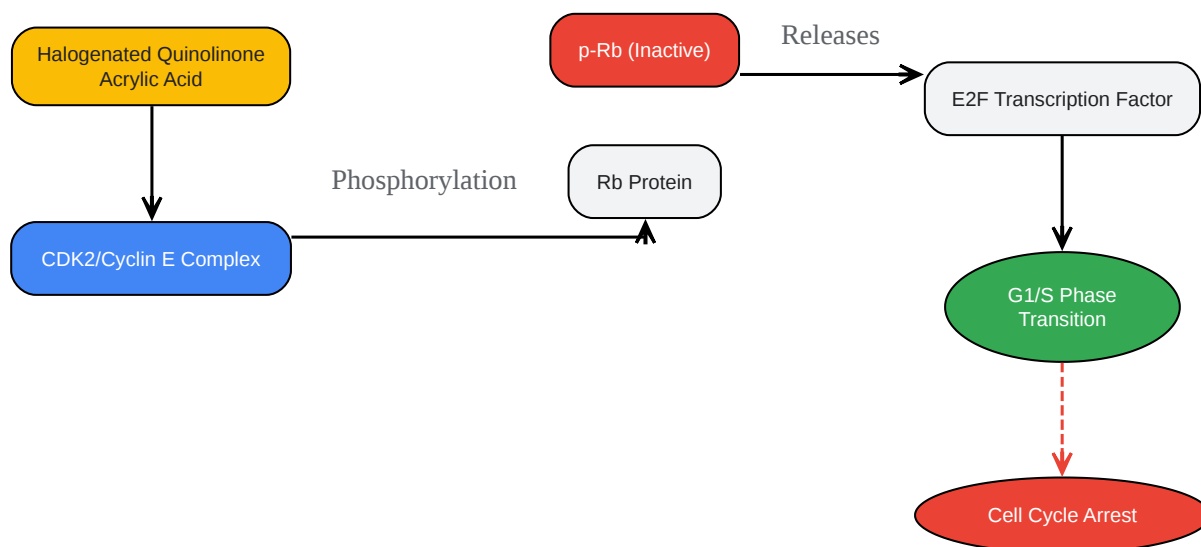 Halogenated Quinolinone
Acrylic Acid
p-Rb (Inactive)
Releases
E2F Transcription Factor
Phosphorylation
Rb Protein
CDK2/Cyclin E Complex
G1/S Phase
Transition
Cell Cycle Arrest